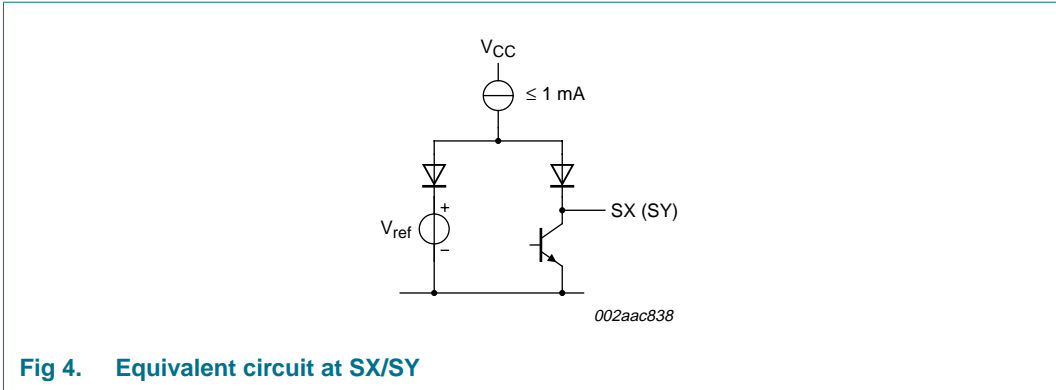 VCC
≤ 1 mA
+
SX (SY)
Vref
−
002aac838
Fig 4. Equivalent circuit at SX/SY